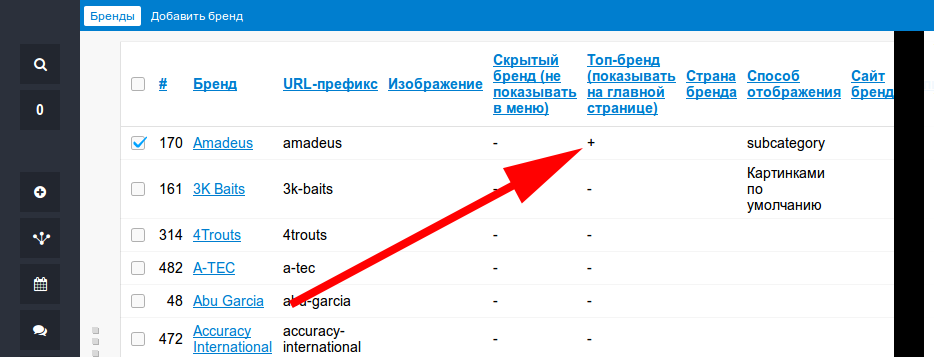 Бренды Добавить бренд
0
# Бренд URL-префикс Изображение Скрытый бренд (не показывать в меню) Топ-бренд (показывать на главной странице) Страна бренда Способ отображения Сайт
170 Amadeus amadeus - + subcategory
161 3K Baits 3k-baits - - Картинками по умолчанию
314 4Trouts 4trouts - -
482 A-TEC a-tec - -
48 Abu Garcia abu-garcia - -
472 Accuracy International accuracy-international - -